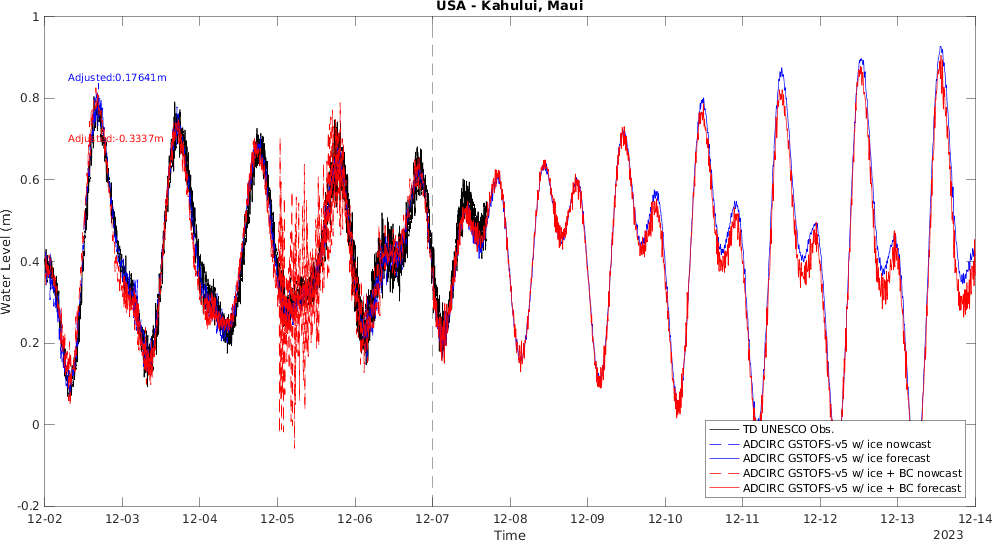 USA - Kahului, Maui
1
0.8
0.6
0.4
0.2
0
-0.2
Water Level (m)
Adjusted:0.17641m
Adjusted:-0.3337m
TD UNESCO Obs.
ADCIRC GSTOFS-v5 w/ ice nowcast
ADCIRC GSTOFS-v5 w/ ice forecast
ADCIRC GSTOFS-v5 w/ ice + BC nowcast
ADCIRC GSTOFS-v5 w/ ice + BC forecast
12-02 12-03 12-04 12-05 12-06 12-07 12-08 12-09 12-10 12-11 12-12 12-13 12-14
Time
2023